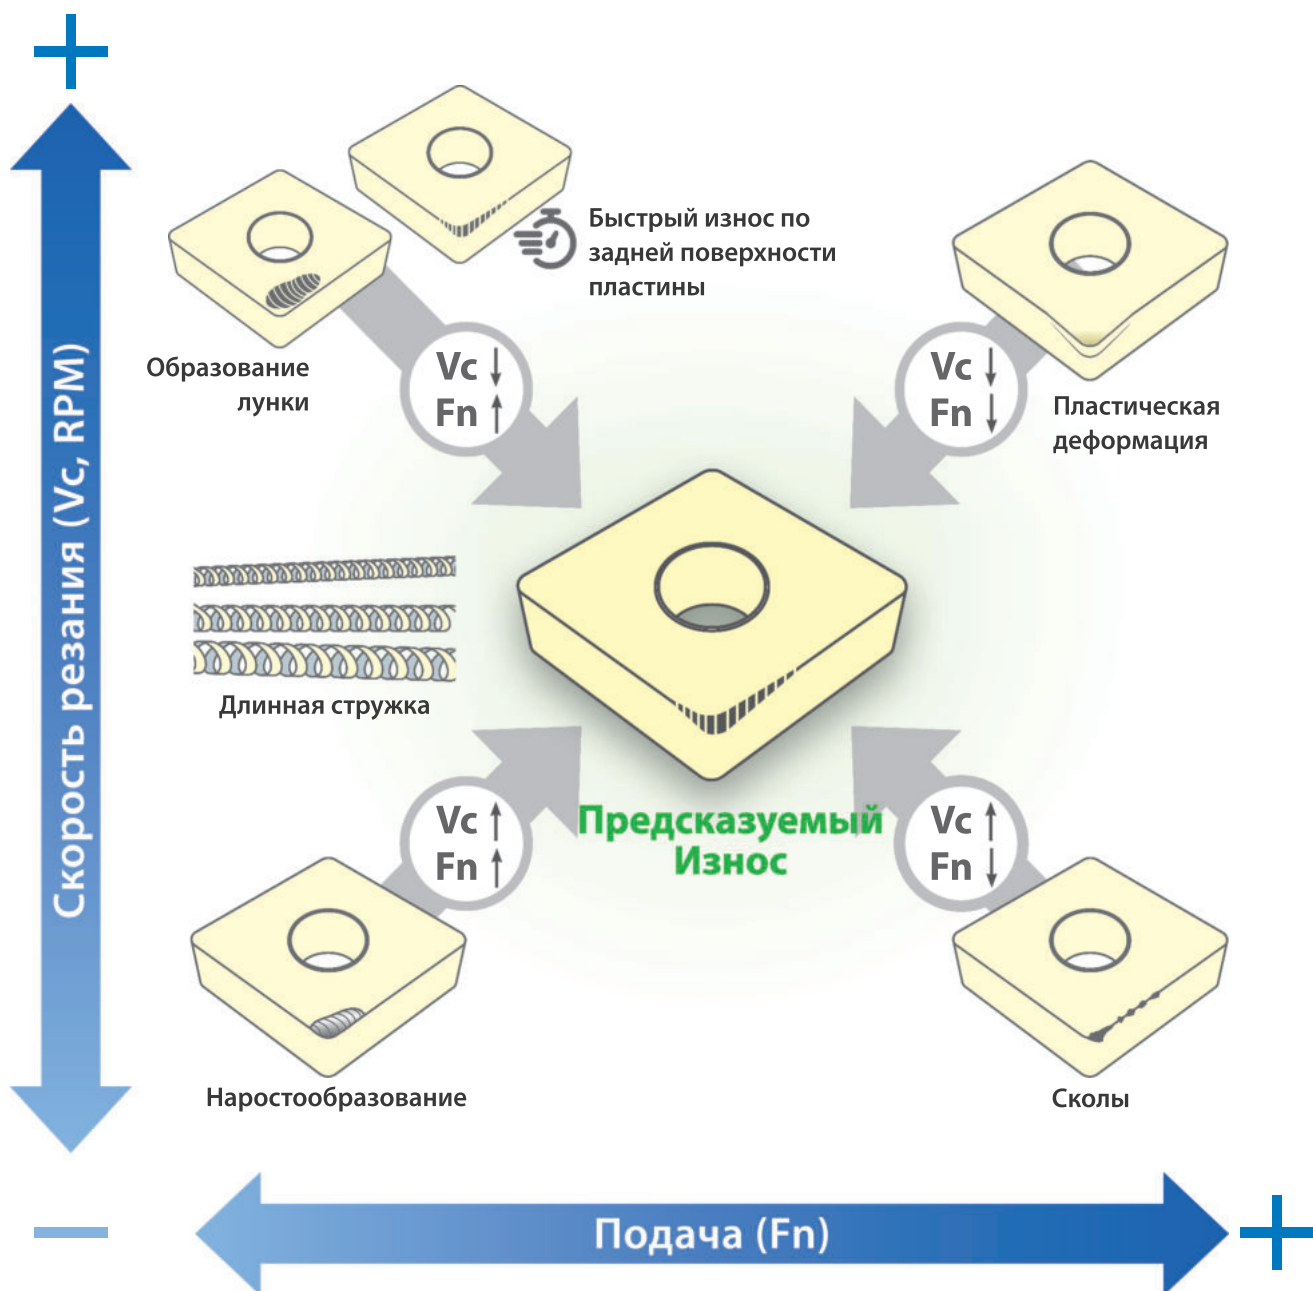 Скорость резания (Vc, RPM)
Быстрый износ по
задней поверхности
пластины
Образование
лунки
Vc ↓
Fn ↑
Vc ↓
Fn ↓
Пластическая
деформация
Длинная стружка
Предсказуемый
Износ
Vc ↑
Fn ↑
Vc ↑
Fn ↓
Наростообразование
Сколы
Подача (Fn)